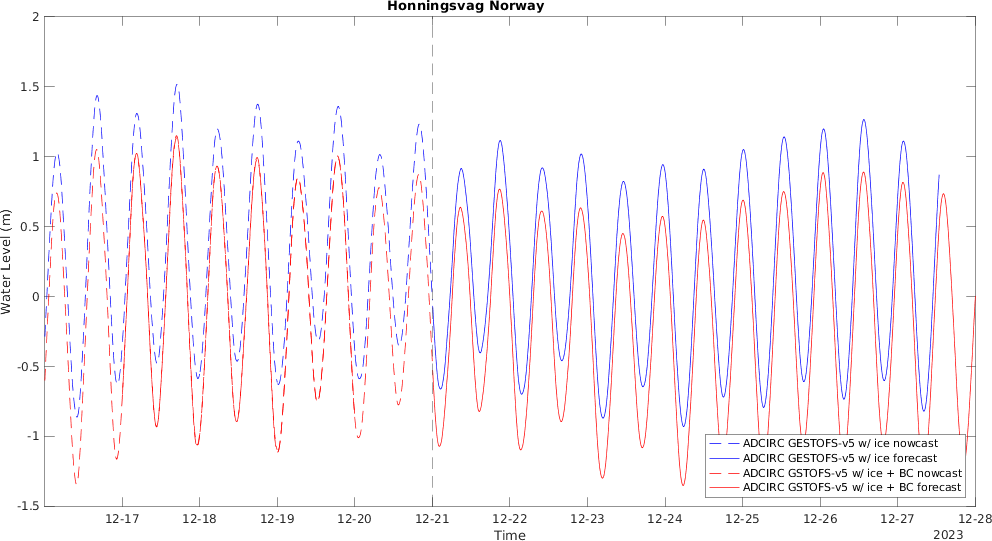 Honningsvag Norway
2
1.5
1
0.5
0
-0.5
-1
-1.5
Water Level (m)
ADCIRC GESTOFS-v5 w/ ice nowcast
ADCIRC GESTOFS-v5 w/ ice forecast
ADCIRC GSTOFS-v5 w/ ice + BC nowcast
ADCIRC GSTOFS-v5 w/ ice + BC forecast
12-17 12-18 12-19 12-20 12-21 12-22 12-23 12-24 12-25 12-26 12-27 12-28
Time
2023